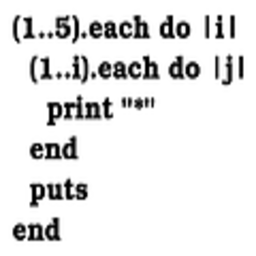 (1..5).each do |i|
  (1..i).each do |j|
    print "*"
  end
  puts
end